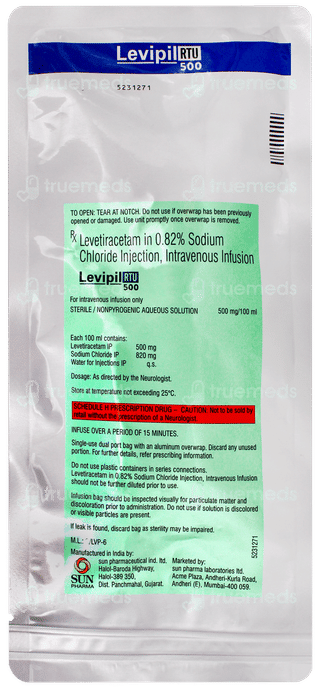 Levipil RTU
500
5231271
TO OPEN: TEAR AT NOTCH. Do not use if overwrap has been previously
opened or damaged. Use unit promptly once overwrap is removed.
Rx Levetiracetam in 0.82% Sodium
Chloride Injection, Intravenous Infusion
Levipil RTU
500
For intravenous infusion only
STERILE / NONPYROGENIC AQUEOUS SOLUTION 500 mg/100 ml
Each 100 ml contains:
Levetiracetam IP 500 mg
Sodium Chloride IP 820 mg
Water for Injections IP q.s.
Dosage: As directed by the Neurologist.
Store at temperature not exceeding 25°C.
SCHEDULE H PRESCRIPTION DRUG – CAUTION: Not to be sold by
retail without the prescription of a Neurologist.
INFUSE OVER A PERIOD OF 15 MINUTES.
Single-use dual port bag with an aluminum overwrap. Discard any unused
portion. For further details, refer prescribing information.
Do not use plastic containers in series connections.
Levetiracetam in 0.82% Sodium Chloride Injection, Intravenous Infusion
should not be further diluted prior to use.
Infusion bag should be inspected visually for particulate matter and
discoloration prior to administration. Do not use if solution is discolored
or visible particles are present.
If leak is found, discard bag as sterility may be impaired.
M.L.: /LVP-6
Manufactured in India by:
sun pharmaceutical ind. ltd.
Halol-Baroda Highway,
Halol-389 350,
Dist. Panchmahal, Gujarat.
Marketed by:
sun pharma laboratories ltd.
Acme Plaza, Andheri-Kurla Road,
Andheri (E), Mumbai-400 059.
SUN
PHARMA
5231271
truemeds